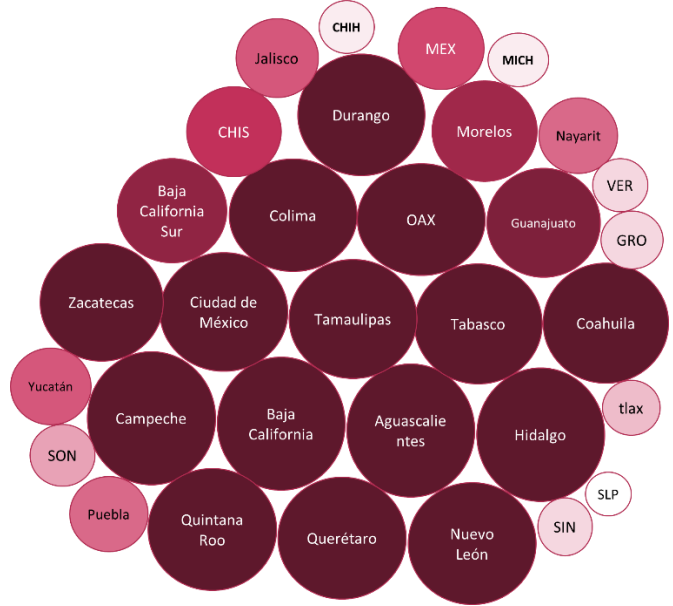 CHIH
MEX
Jalisco
MICH
Durango
CHIS
Morelos
Nayarit
VER
Baja
California
Sur
Colima
OAX
Guanajuato
GRO
Zacatecas
Ciudad de
México
Tamaulipas
Tabasco
Coahuila
Yucatán
Campeche
Baja
California
Aguascalie
ntes
Hidalgo
tlax
SON
SLP
Puebla
Quintana
Roo
Querétaro
Nuevo
León
SIN